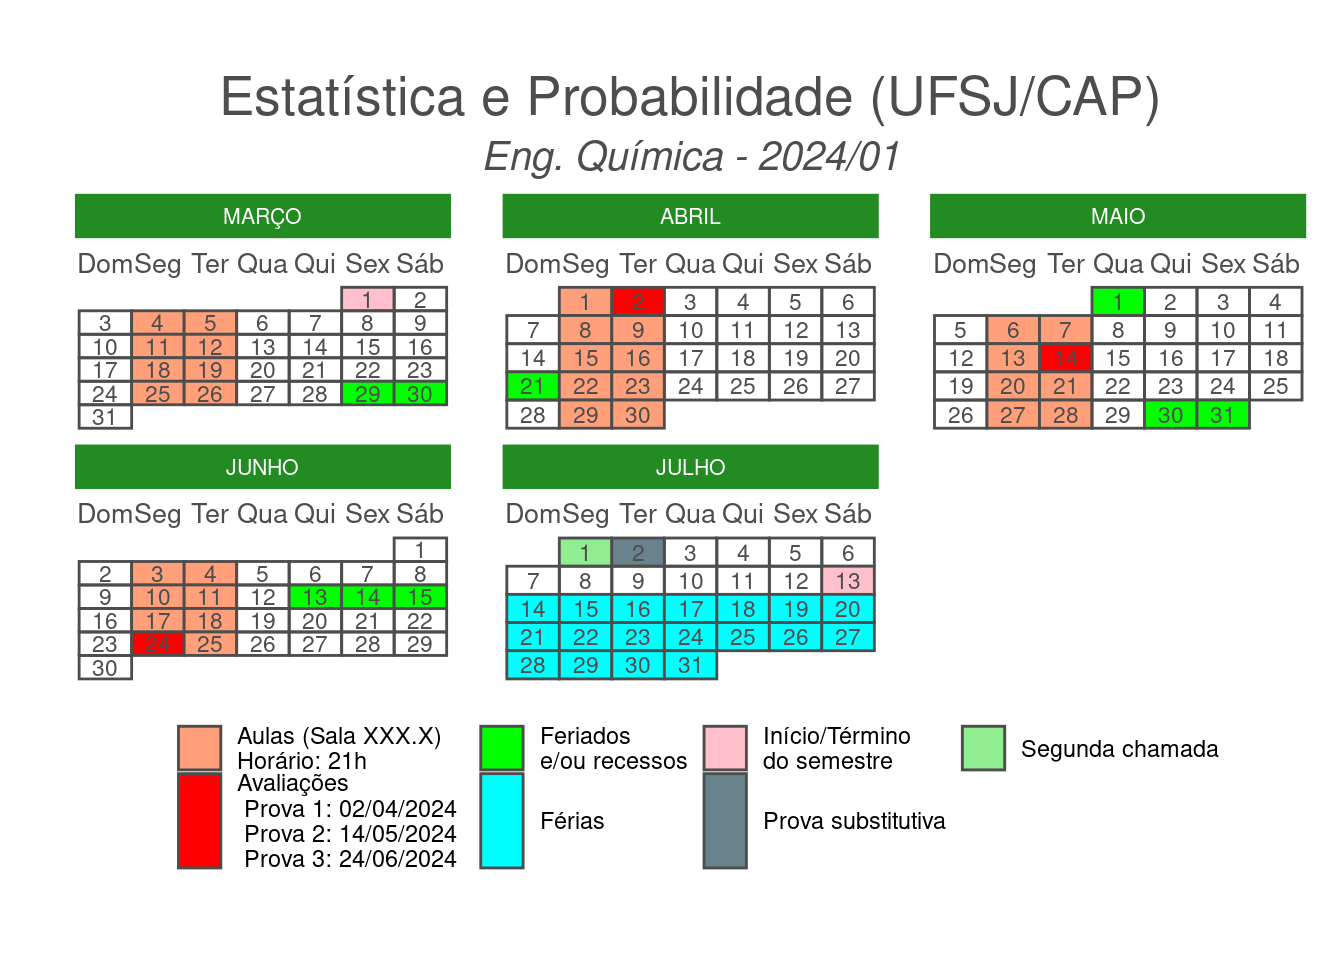 Estatística e Probabilidade (UFSJ/CAP)
Eng. Química - 2024/01
MARÇO
Dom Seg Ter Qua Qui Sex Sáb
1 2
3 4 5 6 7 8 9
10 11 12 13 14 15 16
17 18 19 20 21 22 23
24 25 26 27 28 29 30
31
ABRIL
Dom Seg Ter Qua Qui Sex Sáb
1 2 3 4 5 6
7 8 9 10 11 12 13
14 15 16 17 18 19 20
21 22 23 24 25 26 27
28 29 30
MAIO
Dom Seg Ter Qua Qui Sex Sáb
1 2 3 4
5 6 7 8 9 10 11
12 13 14 15 16 17 18
19 20 21 22 23 24 25
26 27 28 29 30 31
JUNHO
Dom Seg Ter Qua Qui Sex Sáb
1
2 3 4 5 6 7 8
9 10 11 12 13 14 15
16 17 18 19 20 21 22
23 24 25 26 27 28 29
30
JULHO
Dom Seg Ter Qua Qui Sex Sáb
1 2 3 4 5 6
7 8 9 10 11 12 13
14 15 16 17 18 19 20
21 22 23 24 25 26 27
28 29 30 31
Aulas (Sala XXX.X)
Horário: 21h
Avaliações
Prova 1: 02/04/2024
Prova 2: 14/05/2024
Prova 3: 24/06/2024
Feriados
e/ou recessos
Férias
Início/Término
do semestre
Prova substitutiva
Segunda chamada